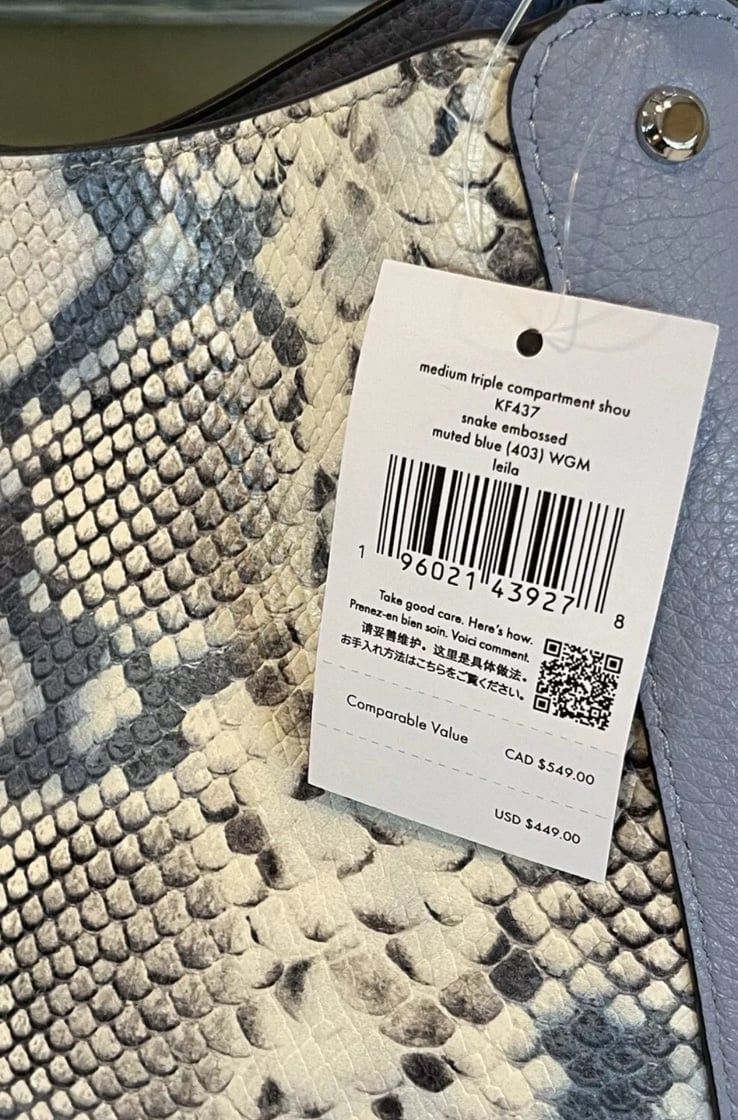 medium triple compartment shou
KF437
snake embossed
muted blue (403) WGM
leila
1 96021 43927 8
Take good care. Here's how.
Prenez-en bien soin. Voici comment.
请妥善维护。这里是具体做法。
お手入れ方法はこちらをご覧ください。
Comparable Value
CAD $549.00
USD $449.00